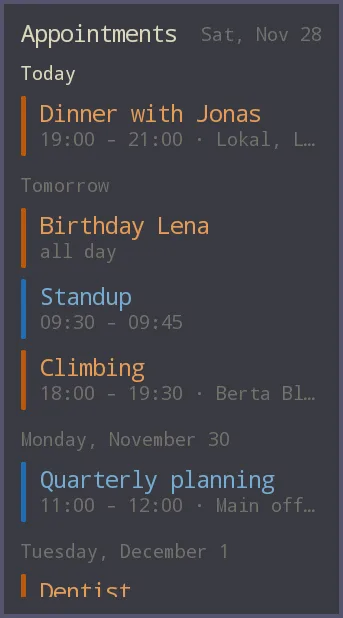 Appointments Sat, Nov 28
Today
Dinner with Jonas
19:00 – 21:00 · Lokal, L…
Tomorrow
Birthday Lena
all day
Standup
09:30 – 09:45
Climbing
18:00 – 19:30 · Berta Bl…
Monday, November 30
Quarterly planning
11:00 – 12:00 · Main off…
Tuesday, December 1
Dentist